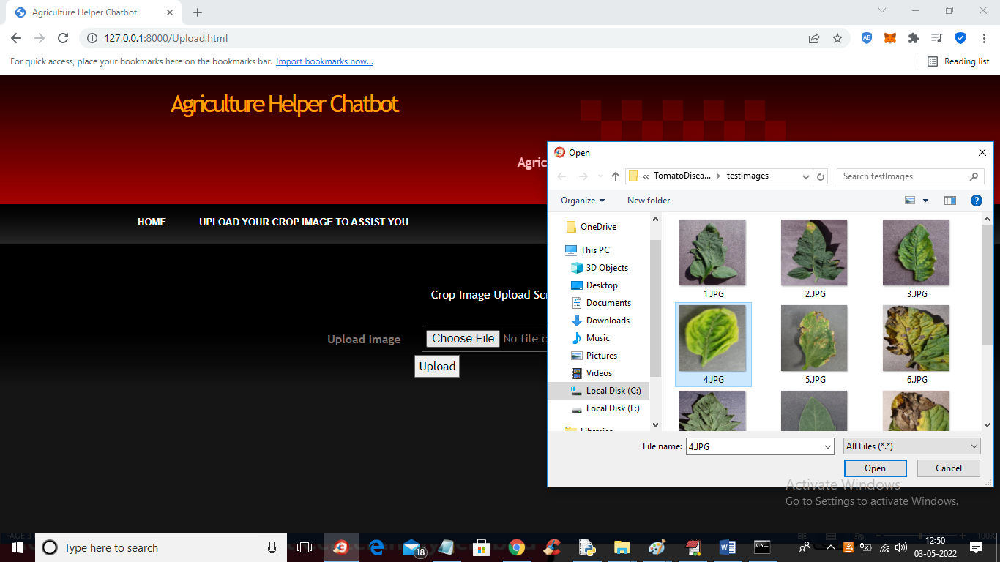 Agriculture Helper Chatbot
127.0.0.1:8000/Upload.html
For quick access, place your bookmarks here on the bookmarks bar. Import bookmarks now...
Reading list
Agriculture Helper Chatbot
Agric
HOME
UPLOAD YOUR CROP IMAGE TO ASSIST YOU
Crop Image Upload Scr
Upload Image
Choose File
No file c
Upload
Open
« TomatoDisea... › testImages
Search testImages
Organize
New folder
OneDrive
This PC
3D Objects
Desktop
Documents
Downloads
Music
Pictures
Videos
Local Disk (C:)
Local Disk (E:)
Libraries
1.JPG
2.JPG
3.JPG
4.JPG
5.JPG
6.JPG
File name:
4.JPG
All Files (*.*)
Open
Cancel
Activate Windows
Go to Settings to activate Windows.
PAGE 3
100%
Type here to search
18
12:50
03-05-2022